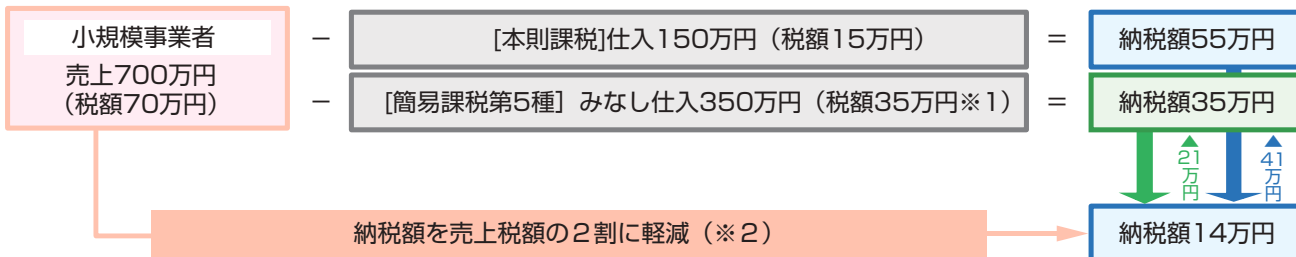 小規模事業者
売上700万円
（税額70万円）
－
[本則課税]仕入150万円（税額15万円）
＝
納税額55万円
－
[簡易課税第5種］みなし仕入350万円（税額35万円※1）
＝
納税額35万円
▲21万円
▲41万円
納税額を売上税額の２割に軽減（※２）
納税額14万円